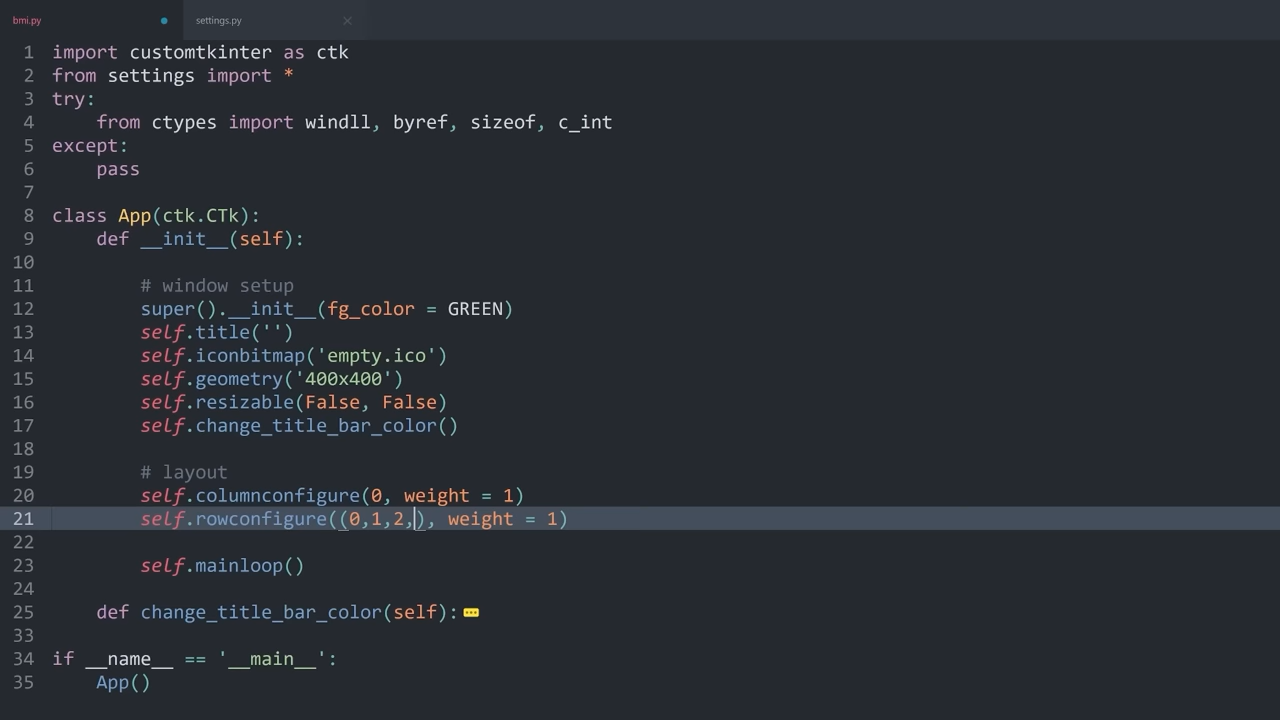 bmi.py settings.py
1 import customtkinter as ctk
2 from settings import *
3 try:
4     from ctypes import windll, byref, sizeof, c_int
5 except:
6     pass
7
8 class App(ctk.CTk):
9     def __init__(self):
10
11         # window setup
12         super().__init__(fg_color = GREEN)
13         self.title('')
14         self.iconbitmap('empty.ico')
15         self.geometry('400x400')
16         self.resizable(False, False)
17         self.change_title_bar_color()
18
19         # layout
20         self.columnconfigure(0, weight = 1)
21         self.rowconfigure((0,1,2,), weight = 1)
22
23         self.mainloop()
24
25     def change_title_bar_color(self):
33
34 if __name__ == '__main__':
35     App()